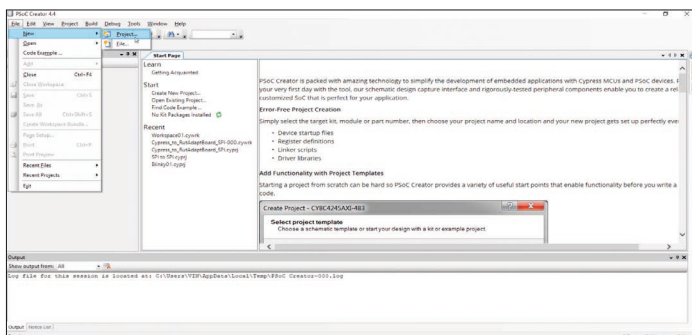 PSoC Creator 4.4
File Edit View Project Build Debug Tools Window Help
New
Project...
File...
Open
Code Example ...
Add
Close Ctrl+F4
Close Workspace
Save Ctrl+S
Save As
Save All Ctrl+Shift+S
Create Workspace Bundle...
Page Setup...
Print Ctrl+P
Print Preview
Recent Files
Recent Projects
Exit
Start Page
Learn
Getting Acquainted
Start
Create New Project...
Open Existing Project...
Find Code Example ...
No Kit Packages Installed
Recent
Workspace01.cywrk
Cypress_to_RutAdaptBoard_SPI-000.cywrk
Cypress_to_RutAdaptBoard_SPI.cyprj
SPI to SPI.cyprj
Blinky01.cyprj
PSoC Creator is packed with amazing technology to simplify the development of embedded applications with Cypress MCUs and PSoC devices.
your very first day with the tool, our schematic design capture interface and rigorously-tested peripheral components enable you to create a
customized SoC that is perfect for your application.
Error-Free Project Creation
Simply select the target kit, module or part number, then choose your project name and location and your new project gets set up perfectly
• Device startup files
• Register definitions
• Linker scripts
• Driver libraries
Add Functionality with Project Templates
Starting a project from scratch can be hard so PSoC Creator provides a variety of useful start points that enable functionality before you write a
code.
Create Project - CY8C4245AXI-483
Select project template
Choose a schematic template or start your design with a kit or example project.
Output
Show output from: All
Log file for this session is located at: C:\Users\VIN\AppData\Local\Temp\PSoC Creator-000.log
Output Notice List